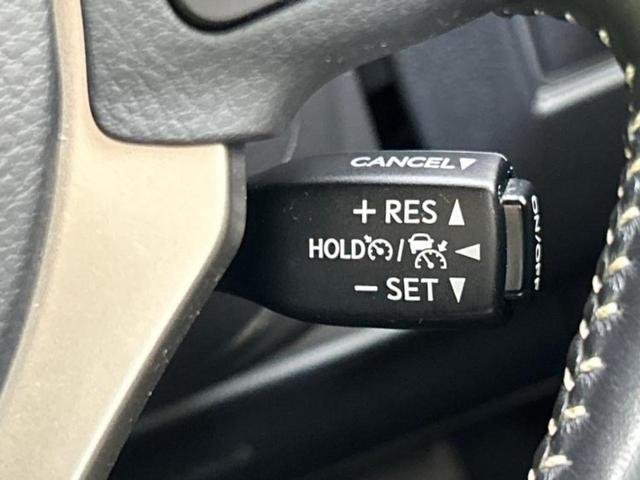 CANCEL▼
+ RES ▲
HOLD / ◀
− SET ▼
ON/OFF